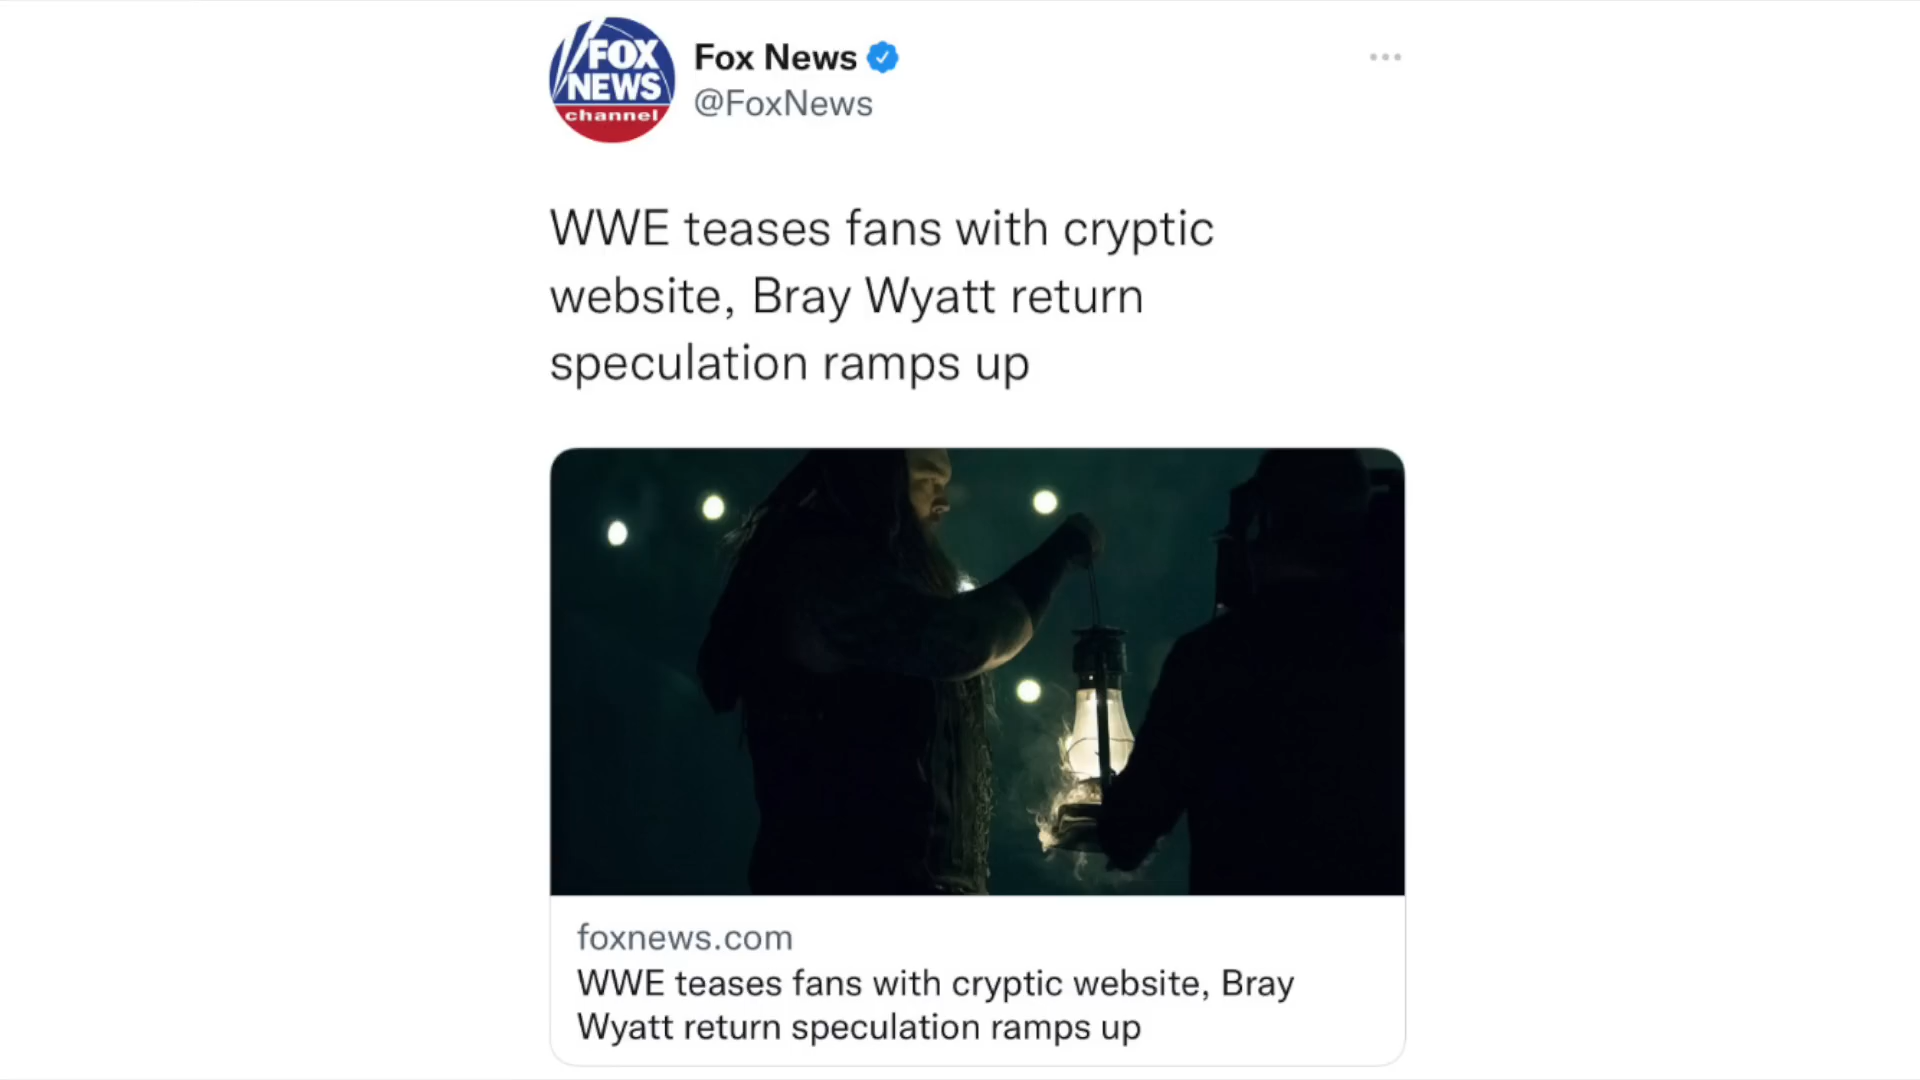 FOX
NEWS
channel
Fox News
@FoxNews
WWE teases fans with cryptic
website, Bray Wyatt return
speculation ramps up
foxnews.com
WWE teases fans with cryptic website, Bray
Wyatt return speculation ramps up